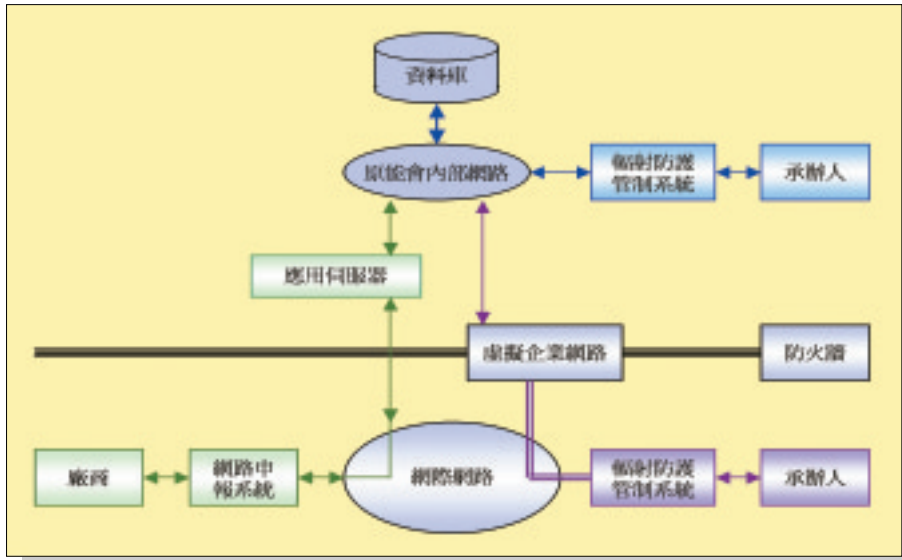 資料庫
原能會內部網路
輻射防護
管制系統
承辦人
應用伺服器
虛擬企業網路
防火牆
廠商
網路申
報系統
網際網路
輻射防護
管制系統
承辦人